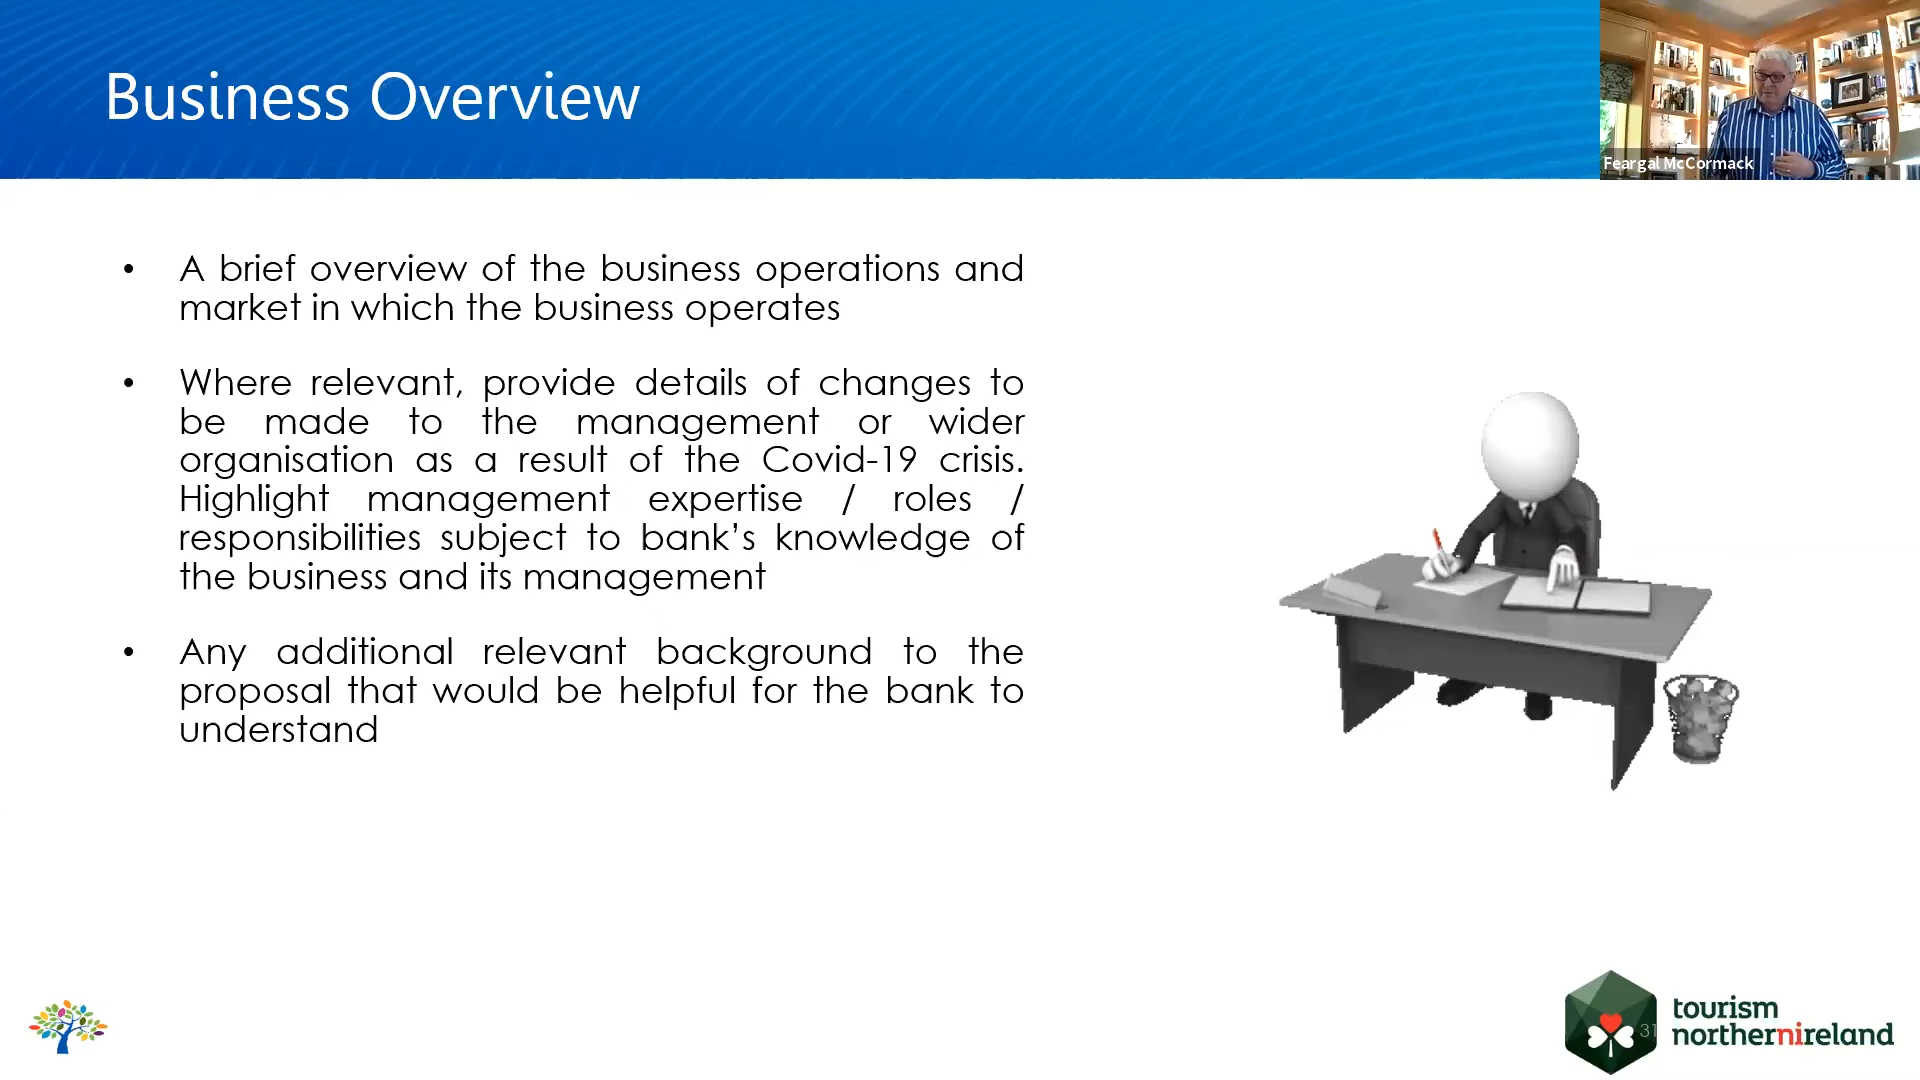 Business Overview
Feargal McCormack
• A brief overview of the business operations and
market in which the business operates
• Where relevant, provide details of changes to
be made to the management or wider
organisation as a result of the Covid-19 crisis.
Highlight management expertise / roles /
responsibilities subject to bank’s knowledge of
the business and its management
• Any additional relevant background to the
proposal that would be helpful for the bank to
understand
31
tourism
northernireland